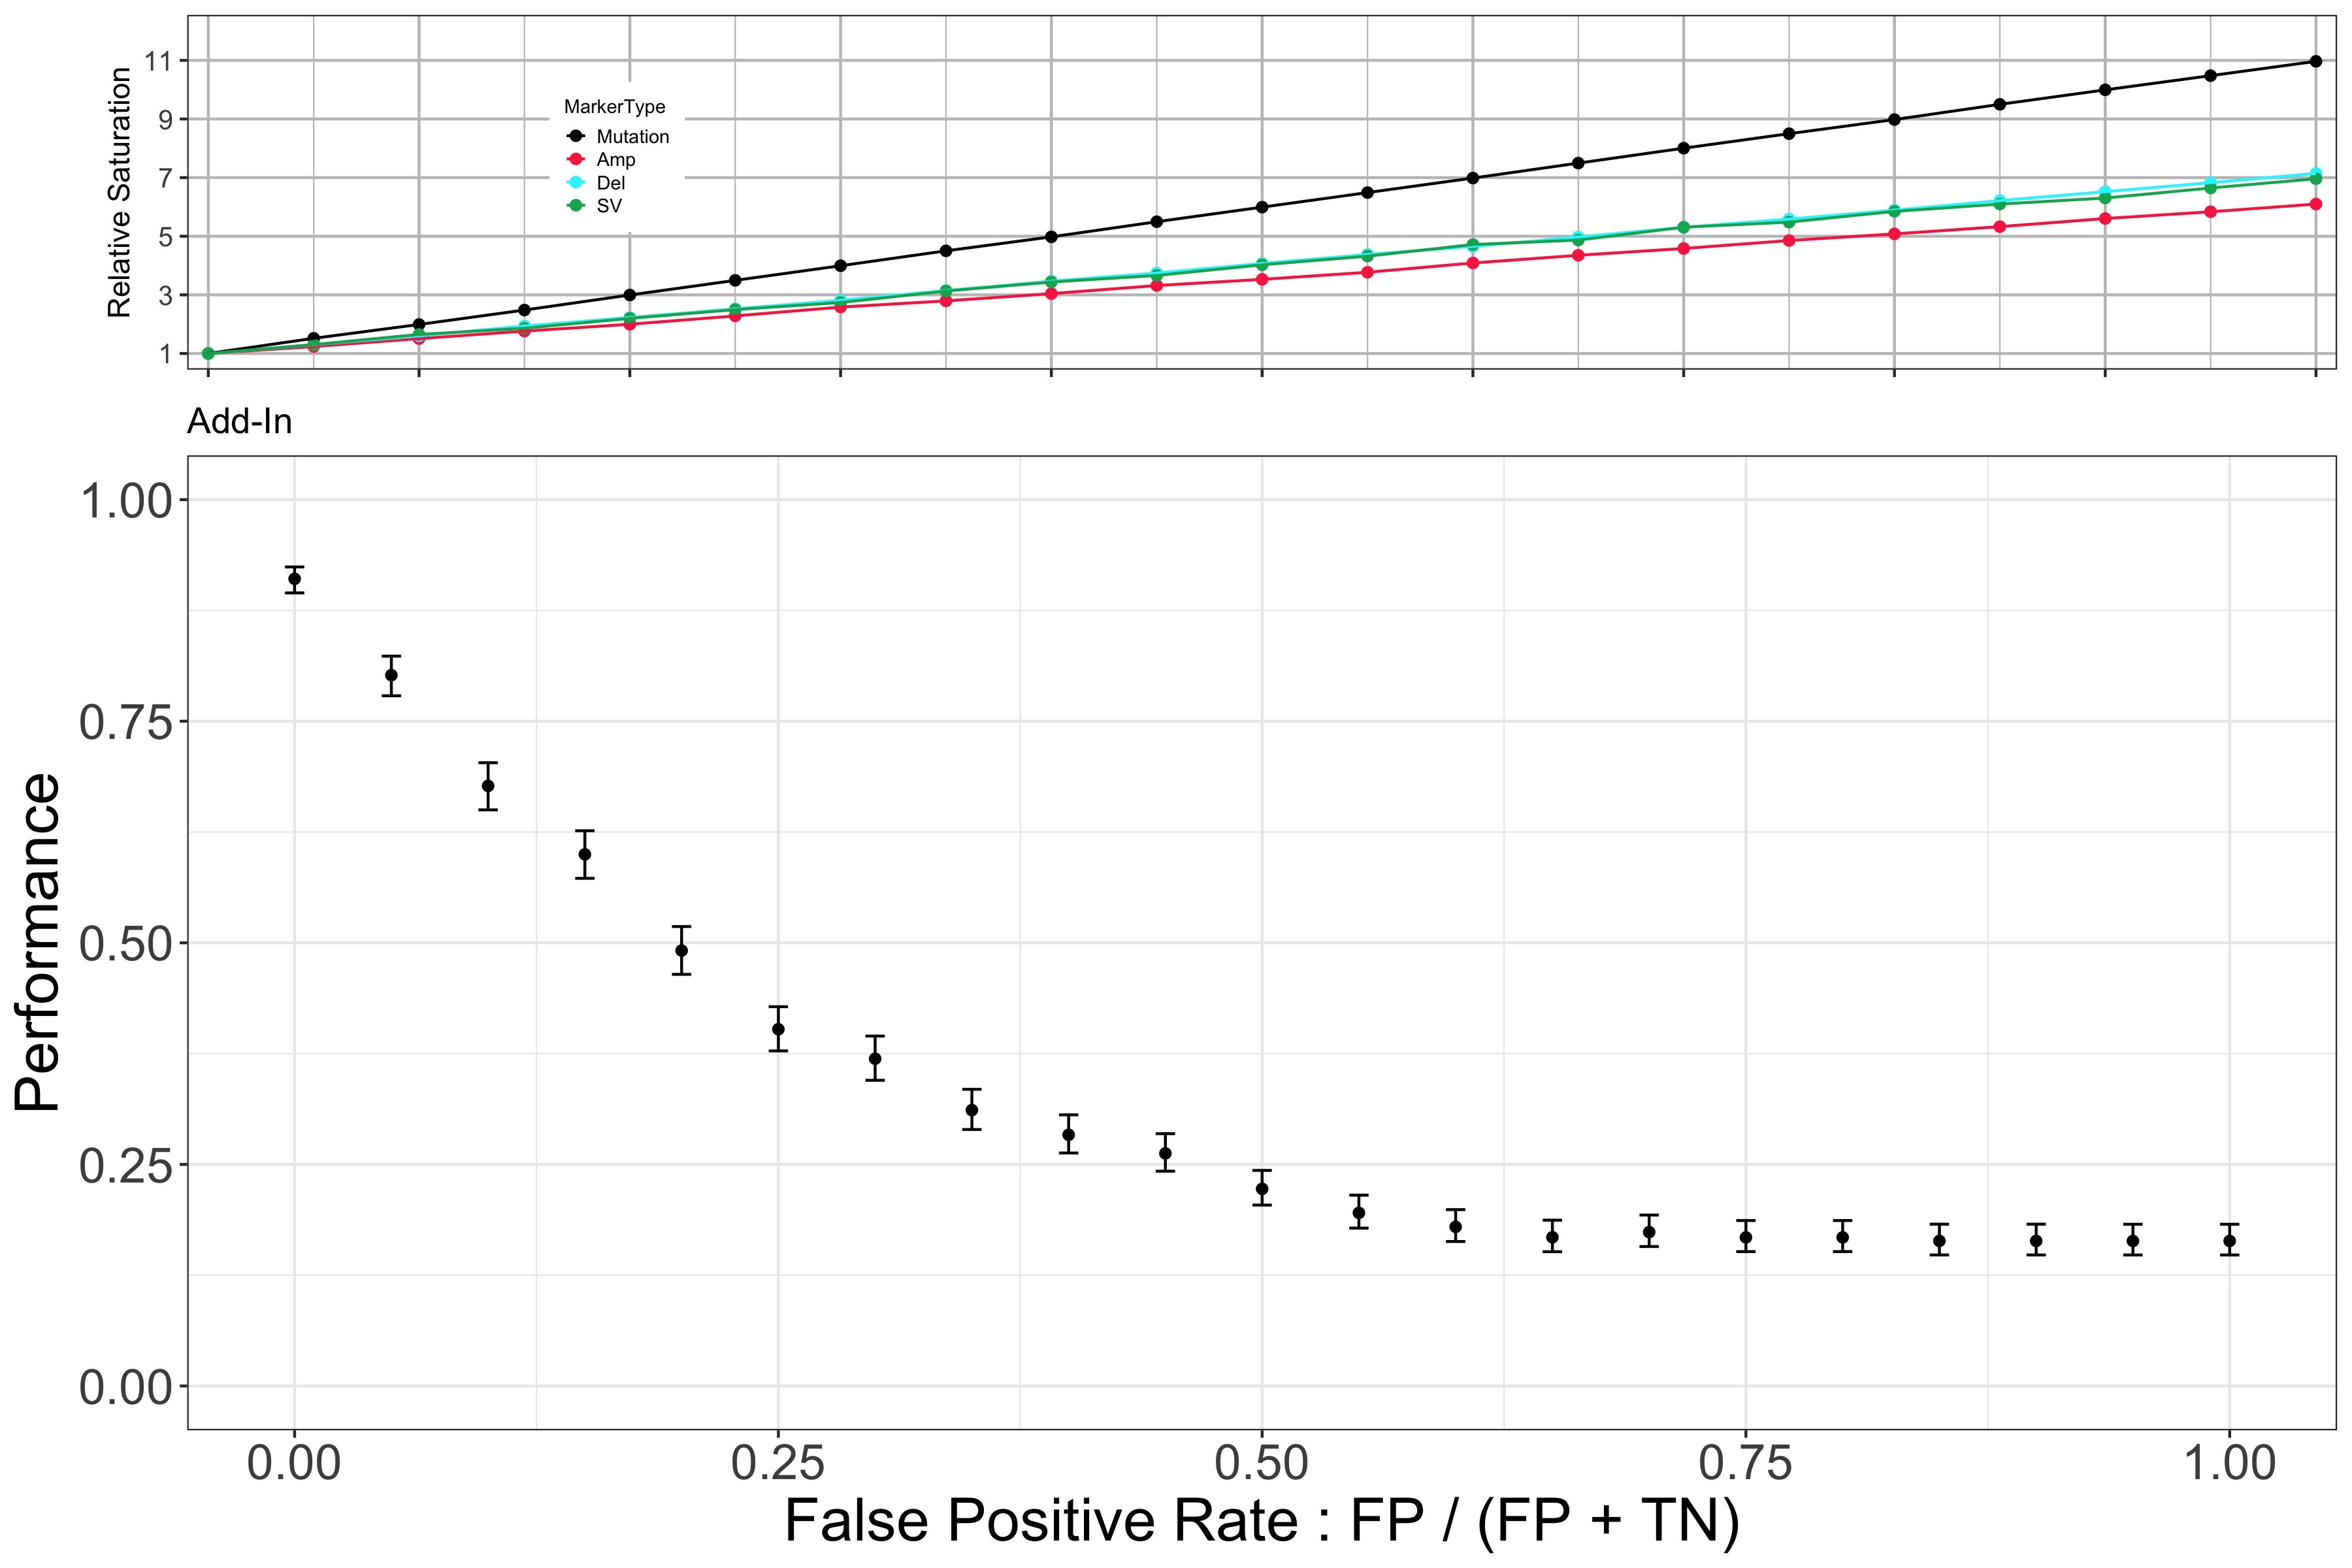 Relative Saturation
11
9
7
5
3
1
MarkerType
Mutation
Amp
Del
SV
Add-In
Performance
1.00
0.75
0.50
0.25
0.00
0.00 0.25 0.50 0.75 1.00
False Positive Rate : FP / (FP + TN)